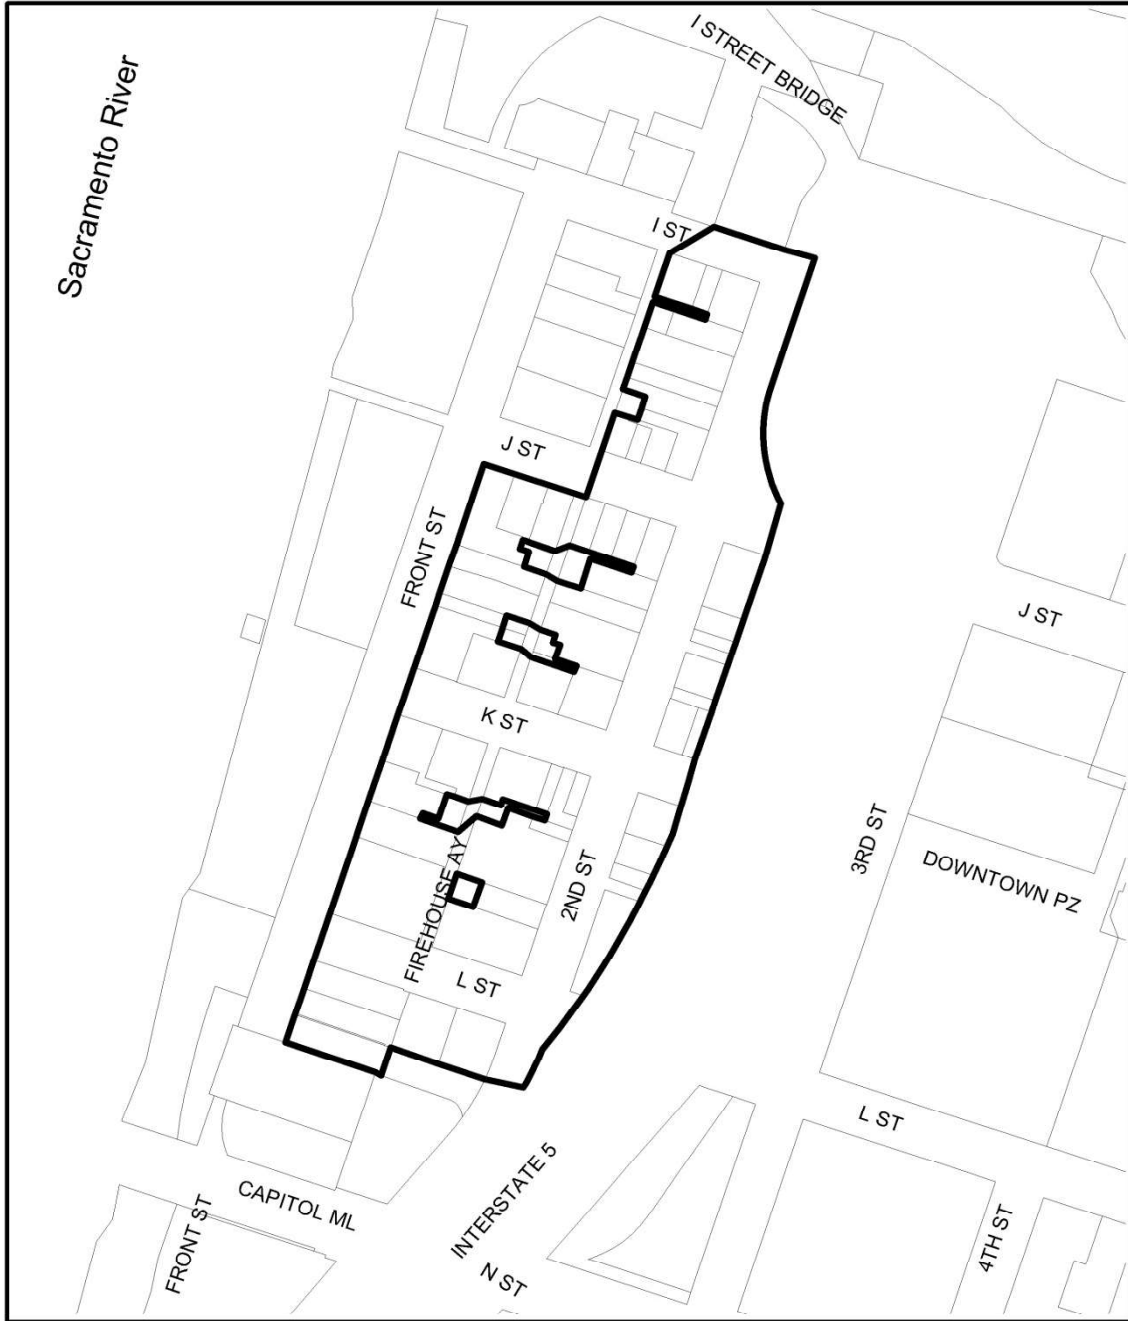 I STREET BRIDGE
Sacramento River
I ST
J ST
FRONT ST
J ST
K ST
3RD ST
DOWNTOWN PZ
2ND ST
FIREHOUSE AY
L ST
L ST
CAPITOL ML
INTERSTATE 5
FRONT ST
4TH ST
N ST